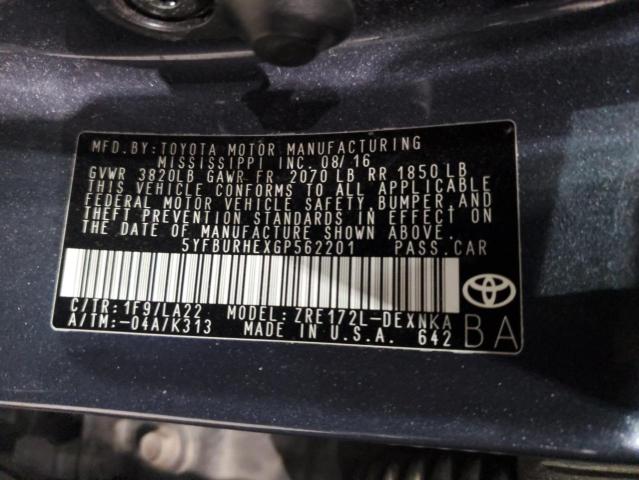 MFD.BY:TOYOTA MOTOR MANUFACTURING
MISSISSIPPI INC. 08/16
GVWR 3820LB GAWR FR 2070 LB RR 1850 LB
THIS VEHICLE CONFORMS TO ALL APPLICABLE
FEDERAL MOTOR VEHICLE SAFETY, BUMPER AND
THEFT PREVENTION STANDARDS IN EFFECT ON
THE DATE OF MANUFACTURE SHOWN ABOVE.
5YFBURHEXGP562201 PASS.CAR
C/TR:1F9/LA22 MODEL:ZRE172L-DEXNKA
A/TM:-04A/K313 MADE IN U.S.A. 642
BA